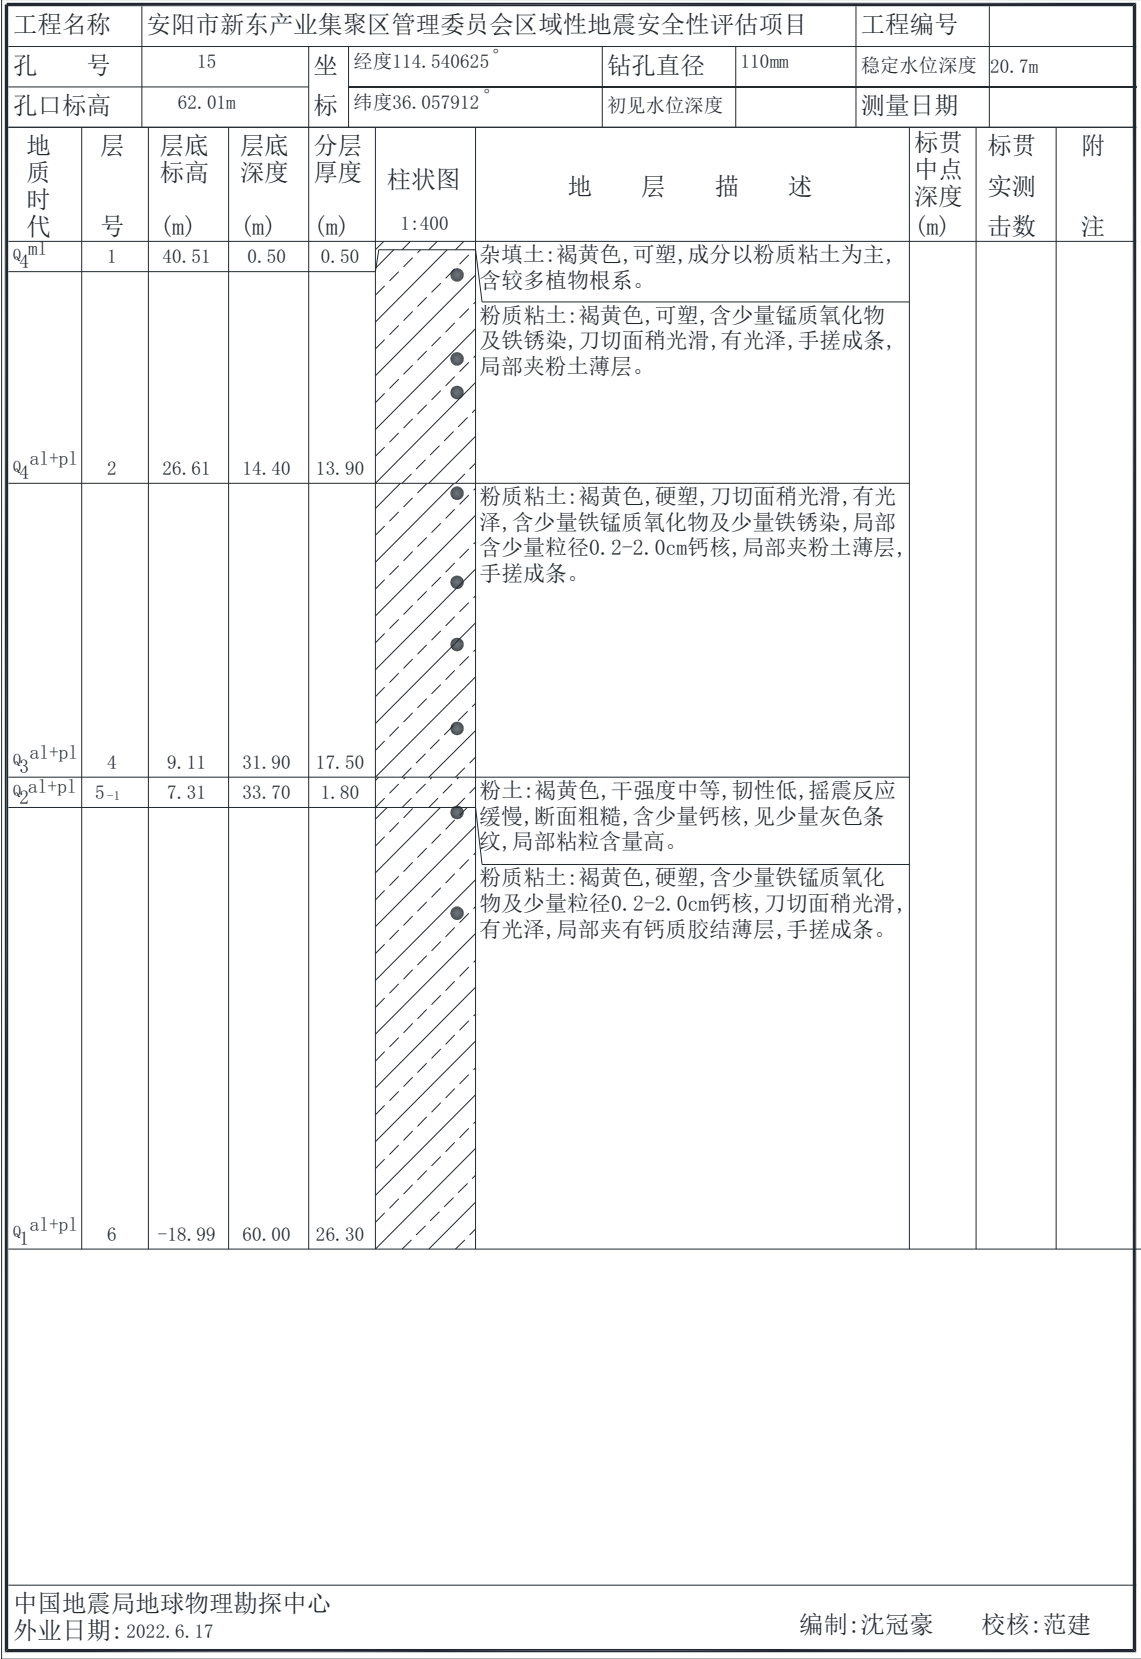 工程名称 安阳市新东产业集聚区管理委员会区域性地震安全性评估项目 工程编号
孔 号 15 坐 经度114.540625° 钻孔直径 110mm 稳定水位深度 20.7m
孔口标高 62.01m 标 纬度36.057912° 初见水位深度 测量日期
地 层 层底 层底 分层 标贯 标贯 附
质 标高 深度 厚度 柱状图 地 层 描 述 中点 实测
时 深度
代 号 (m) (m) (m) 1:400 (m) 击数 注
Q4ml 1 40.51 0.50 0.50 杂填土:褐黄色,可塑,成分以粉质粘土为主,
含较多植物根系。
粉质粘土:褐黄色,可塑,含少量锰质氧化物
及铁锈染,刀切面稍光滑,有光泽,手搓成条,
局部夹粉土薄层。
Q4al+pl 2 26.61 14.40 13.90
粉质粘土:褐黄色,硬塑,刀切面稍光滑,有光
泽,含少量铁锰质氧化物及少量铁锈染,局部
含少量粒径0.2-2.0cm钙核,局部夹粉土薄层,
手搓成条。
Q3al+pl 4 9.11 31.90 17.50
Q2al+pl 5-1 7.31 33.70 1.80 粉土:褐黄色,干强度中等,韧性低,摇震反应
缓慢,断面粗糙,含少量钙核,见少量灰色条
纹,局部粘粒含量高。
粉质粘土:褐黄色,硬塑,含少量铁锰质氧化
物及少量粒径0.2-2.0cm钙核,刀切面稍光滑,
有光泽,局部夹有钙质胶结薄层,手搓成条。
Q1al+pl 6 -18.99 60.00 26.30
中国地震局地球物理勘探中心
外业日期:2022.6.17 编制:沈冠豪 校核:范建